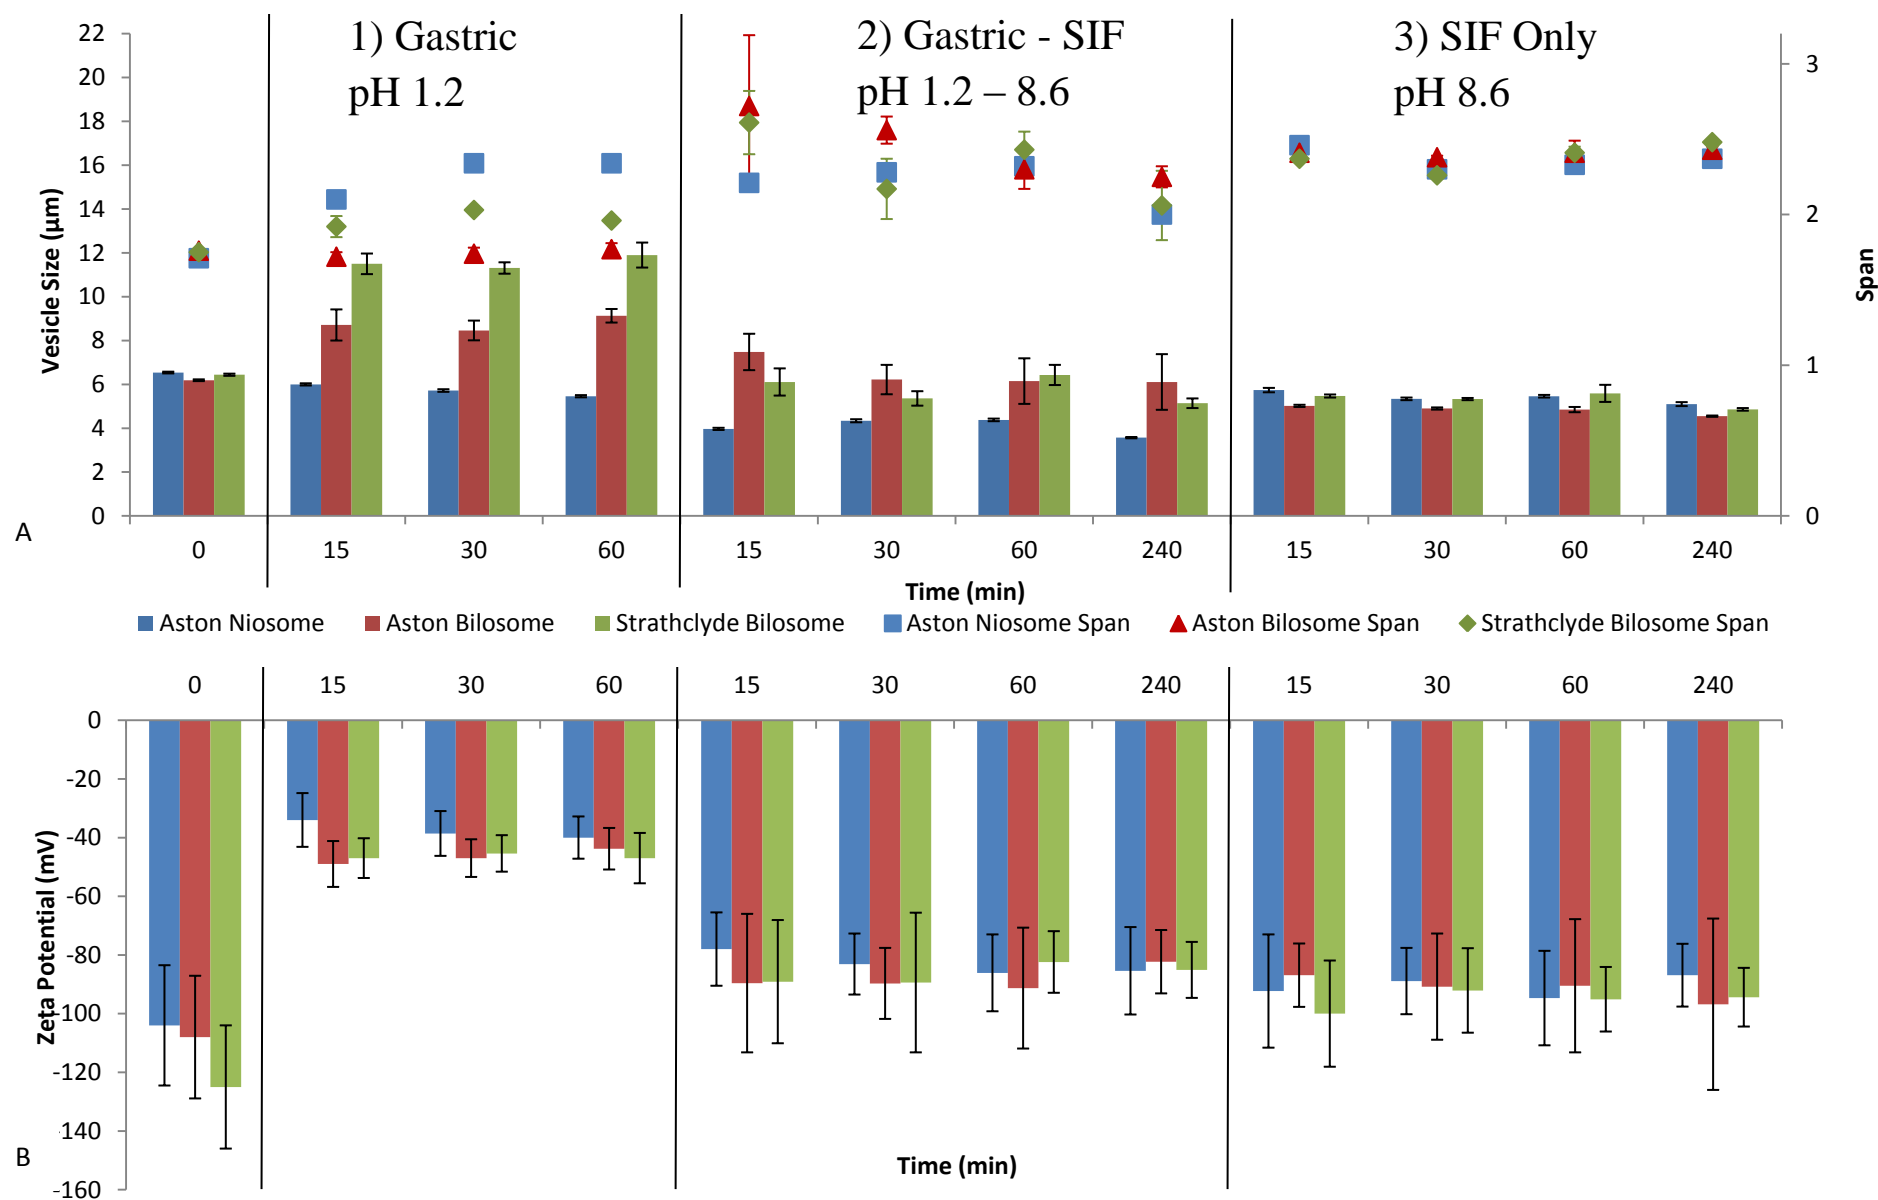 1) Gastric
pH 1.2
2) Gastric - SIF
pH 1.2 – 8.6
3) SIF Only
pH 8.6
22
20
18
16
14
12
10
8
6
4
2
0
Vesicle Size (µm)
3
2
1
0
Span
A
0 15 30 60 15 30 60 240 15 30 60 240
Time (min)
Aston Niosome Aston Bilosome Strathclyde Bilosome Aston Niosome Span Aston Bilosome Span Strathclyde Bilosome Span
0 15 30 60 15 30 60 240 15 30 60 240
0
-20
-40
-60
-80
-100
-120
-140
-160
Zeta Potential (mV)
B
Time (min)